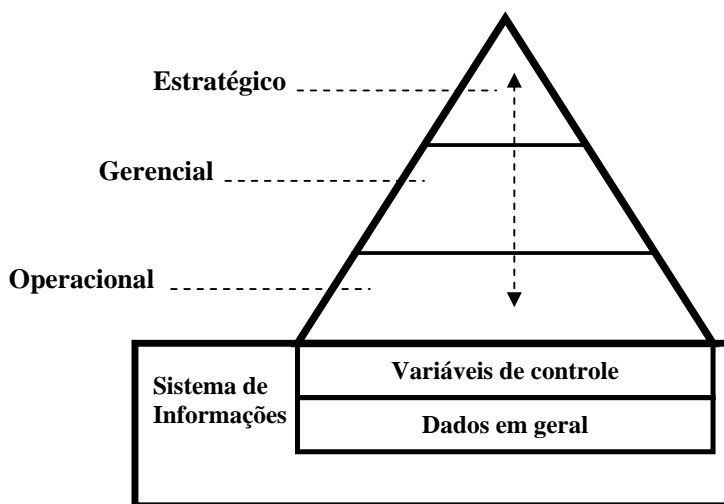 Estratégico
Gerencial
Operacional
Variáveis de controle
Sistema de
Informações
Dados em geral